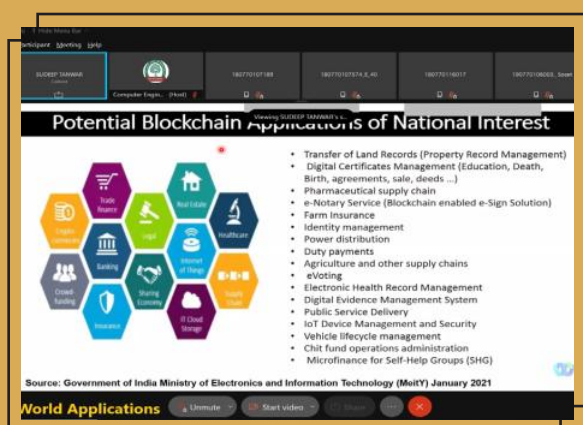 Hide Menu Bar
Participant Meeting Help
SUDEEP TANWAR
Computer Engin... (Host)
180770107189
180770107574_E_40
180770116017
Viewing SUDEEP TANWAR's s...
Potential Blockchain Applications of National Interest
• Transfer of Land Records (Property Record Management)
• Digital Certificates Management (Education, Death,
Birth, agreements, sale, deeds ...)
• Pharmaceutical supply chain
• e-Notary Service (Blockchain enabled e-Sign Solution)
• Farm Insurance
• Identity management
• Power distribution
• Duty payments
• Agriculture and other supply chains
• eVoting
• Electronic Health Record Management
• Digital Evidence Management System
• Public Service Delivery
• IoT Device Management and Security
• Vehicle lifecycle management
• Chit fund operations administration
• Microfinance for Self-Help Groups (SHG)
Trade
finance
Real Estate
Legal
Healthcare
Banking
Internet
of Things
Crowd-
funding
Sharing
Economy
Supply
Chain
Insurance
IT Cloud
Storage
Source: Government of India Ministry of Electronics and Information Technology (MeitY) January 2021
World Applications
Unmute
Start video
Share